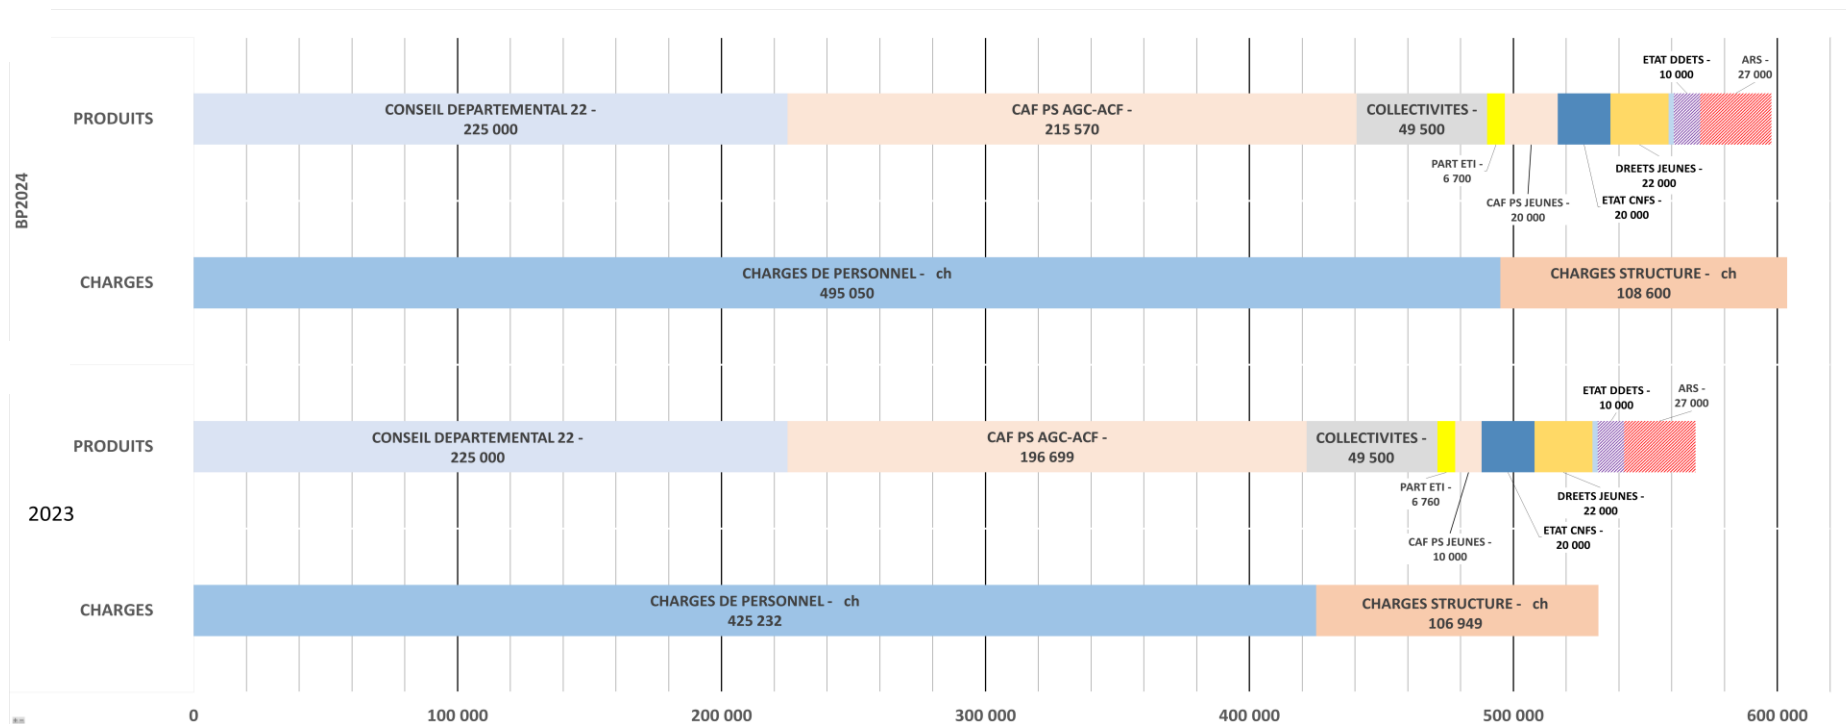 BP2024
PRODUITS
CONSEIL DEPARTEMENTAL 22 -
225 000
CAF PS AGC-ACF -
215 570
COLLECTIVITES -
49 500
PART ETI -
6 700
CAF PS JEUNES -
20 000
ETAT CNFS -
20 000
DREETS JEUNES -
22 000
ETAT DDETS -
10 000
ARS -
27 000
CHARGES
CHARGES DE PERSONNEL - ch
495 050
CHARGES STRUCTURE - ch
108 600
2023
PRODUITS
CONSEIL DEPARTEMENTAL 22 -
225 000
CAF PS AGC-ACF -
196 699
COLLECTIVITES -
49 500
PART ETI -
6 760
CAF PS JEUNES -
10 000
ETAT CNFS -
20 000
DREETS JEUNES -
22 000
ETAT DDETS -
10 000
ARS -
27 000
CHARGES
CHARGES DE PERSONNEL - ch
425 232
CHARGES STRUCTURE - ch
106 949
0 100 000 200 000 300 000 400 000 500 000 600 000